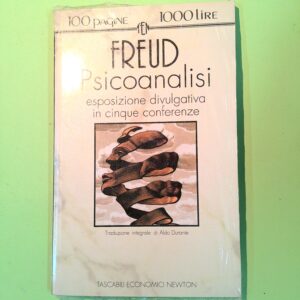 100 pagine 1000 lire
TEN
FREUD
Psicoanalisi
esposizione divulgativa
in cinque conferenze
Traduzione integrale di Aldo Durante
TASCABILI ECONOMICI NEWTON